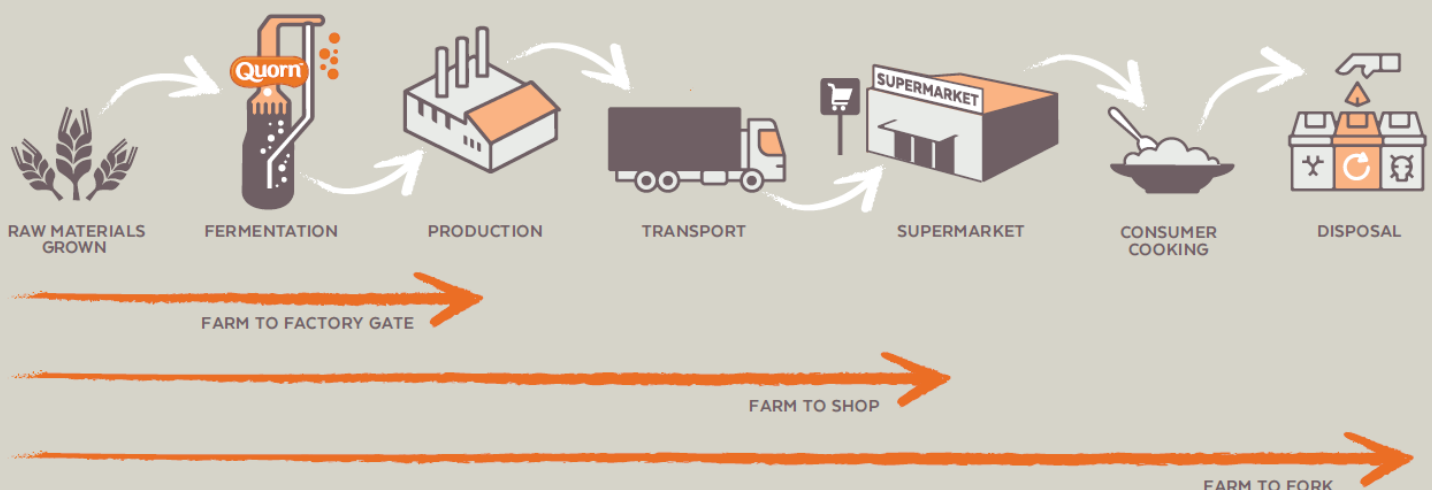 Quorn™
SUPERMARKET
RAW MATERIALS
GROWN
FERMENTATION
PRODUCTION
TRANSPORT
SUPERMARKET
CONSUMER
COOKING
DISPOSAL
FARM TO FACTORY GATE
FARM TO SHOP
FARM TO FORK